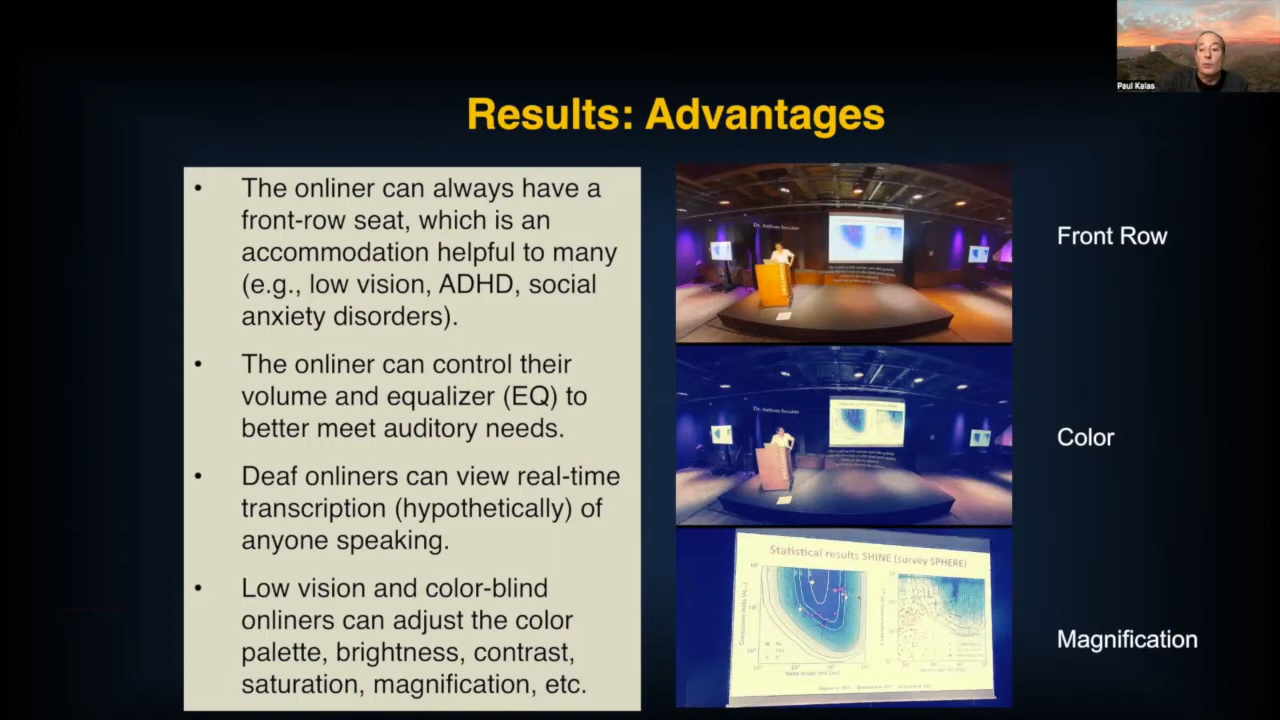 Paul Kalas
Results: Advantages
• The onliner can always have a
front-row seat, which is an
accommodation helpful to many
(e.g., low vision, ADHD, social
anxiety disorders).
• The onliner can control their
volume and equalizer (EQ) to
better meet auditory needs.
• Deaf onliners can view real-time
transcription (hypothetically) of
anyone speaking.
• Low vision and color-blind
onliners can adjust the color
palette, brightness, contrast,
saturation, magnification, etc.
Front Row
Color
Statistical results SHINE (survey SPHERE)
Magnification